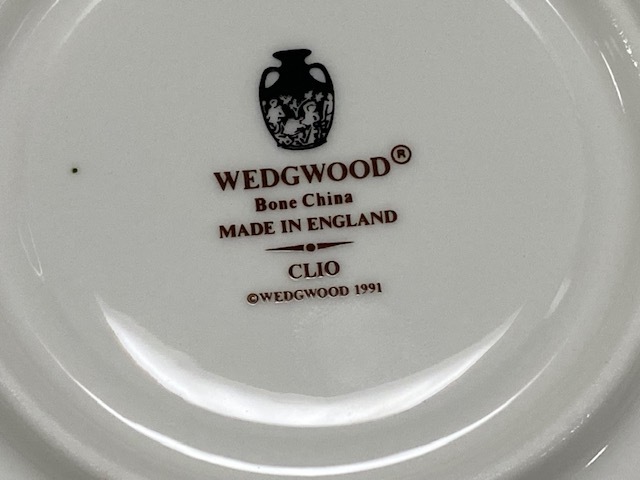 WEDGWOOD®
Bone China
MADE IN ENGLAND
CLIO
©WEDGWOOD 1991